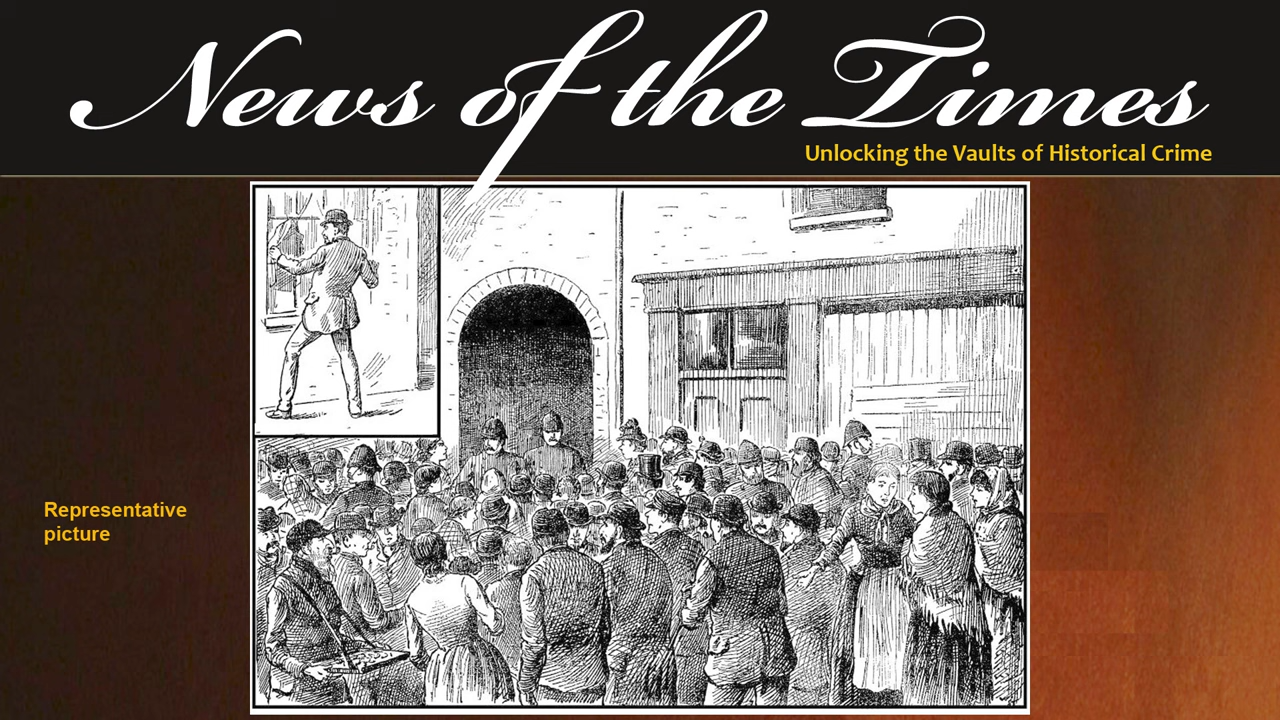 News of the Times
Unlocking the Vaults of Historical Crime
Representative
picture